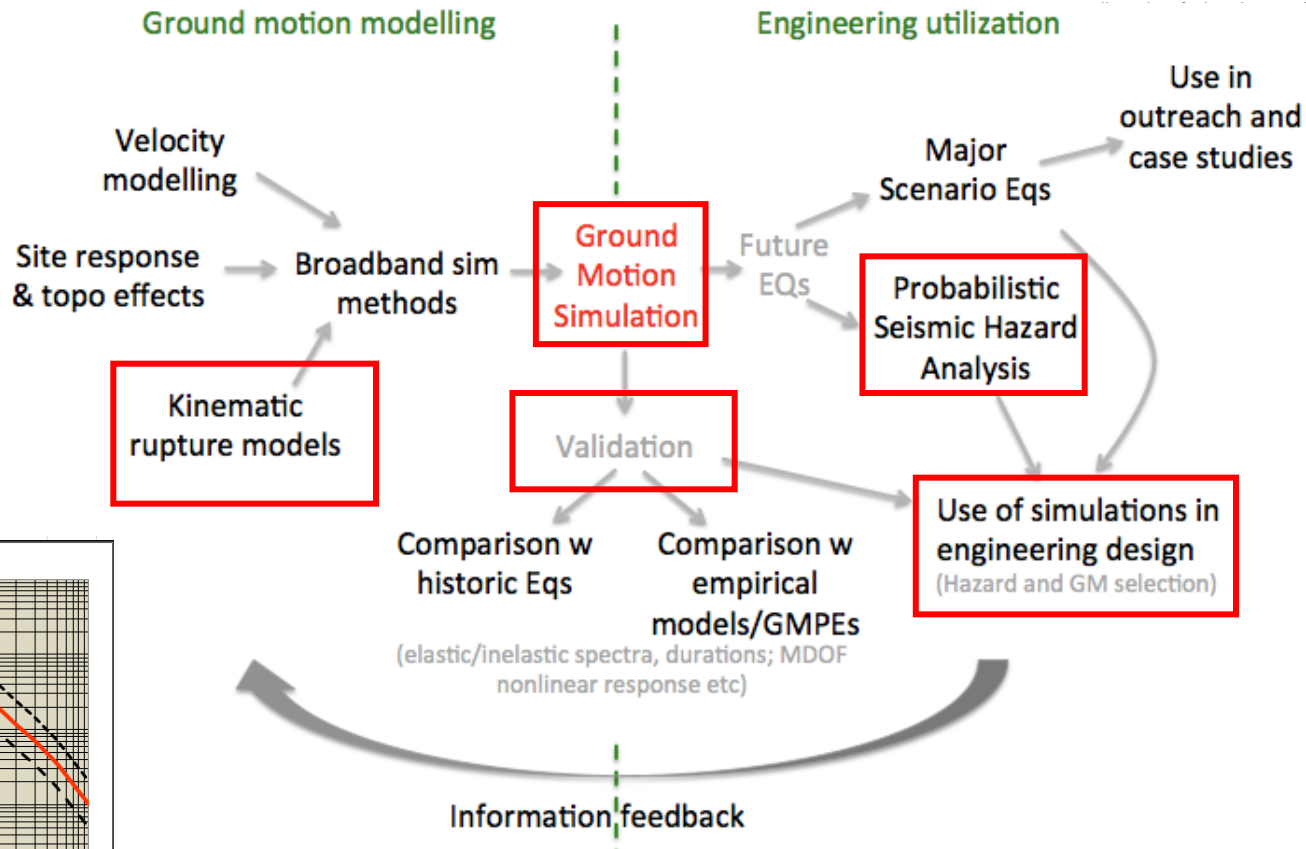 Ground motion modelling
Engineering utilization
Velocity
modelling
Site response
& topo effects
Broadband sim
methods
Kinematic
rupture models
Ground
Motion
Simulation
Future
EQs
Major
Scenario Eqs
Use in
outreach and
case studies
Probabilistic
Seismic Hazard
Analysis
Validation
Comparison w
historic Eqs
Comparison w
empirical
models/GMPEs
(elastic/inelastic spectra, durations; MDOF
nonlinear response etc)
Use of simulations in
engineering design
(Hazard and GM selection)
Information feedback